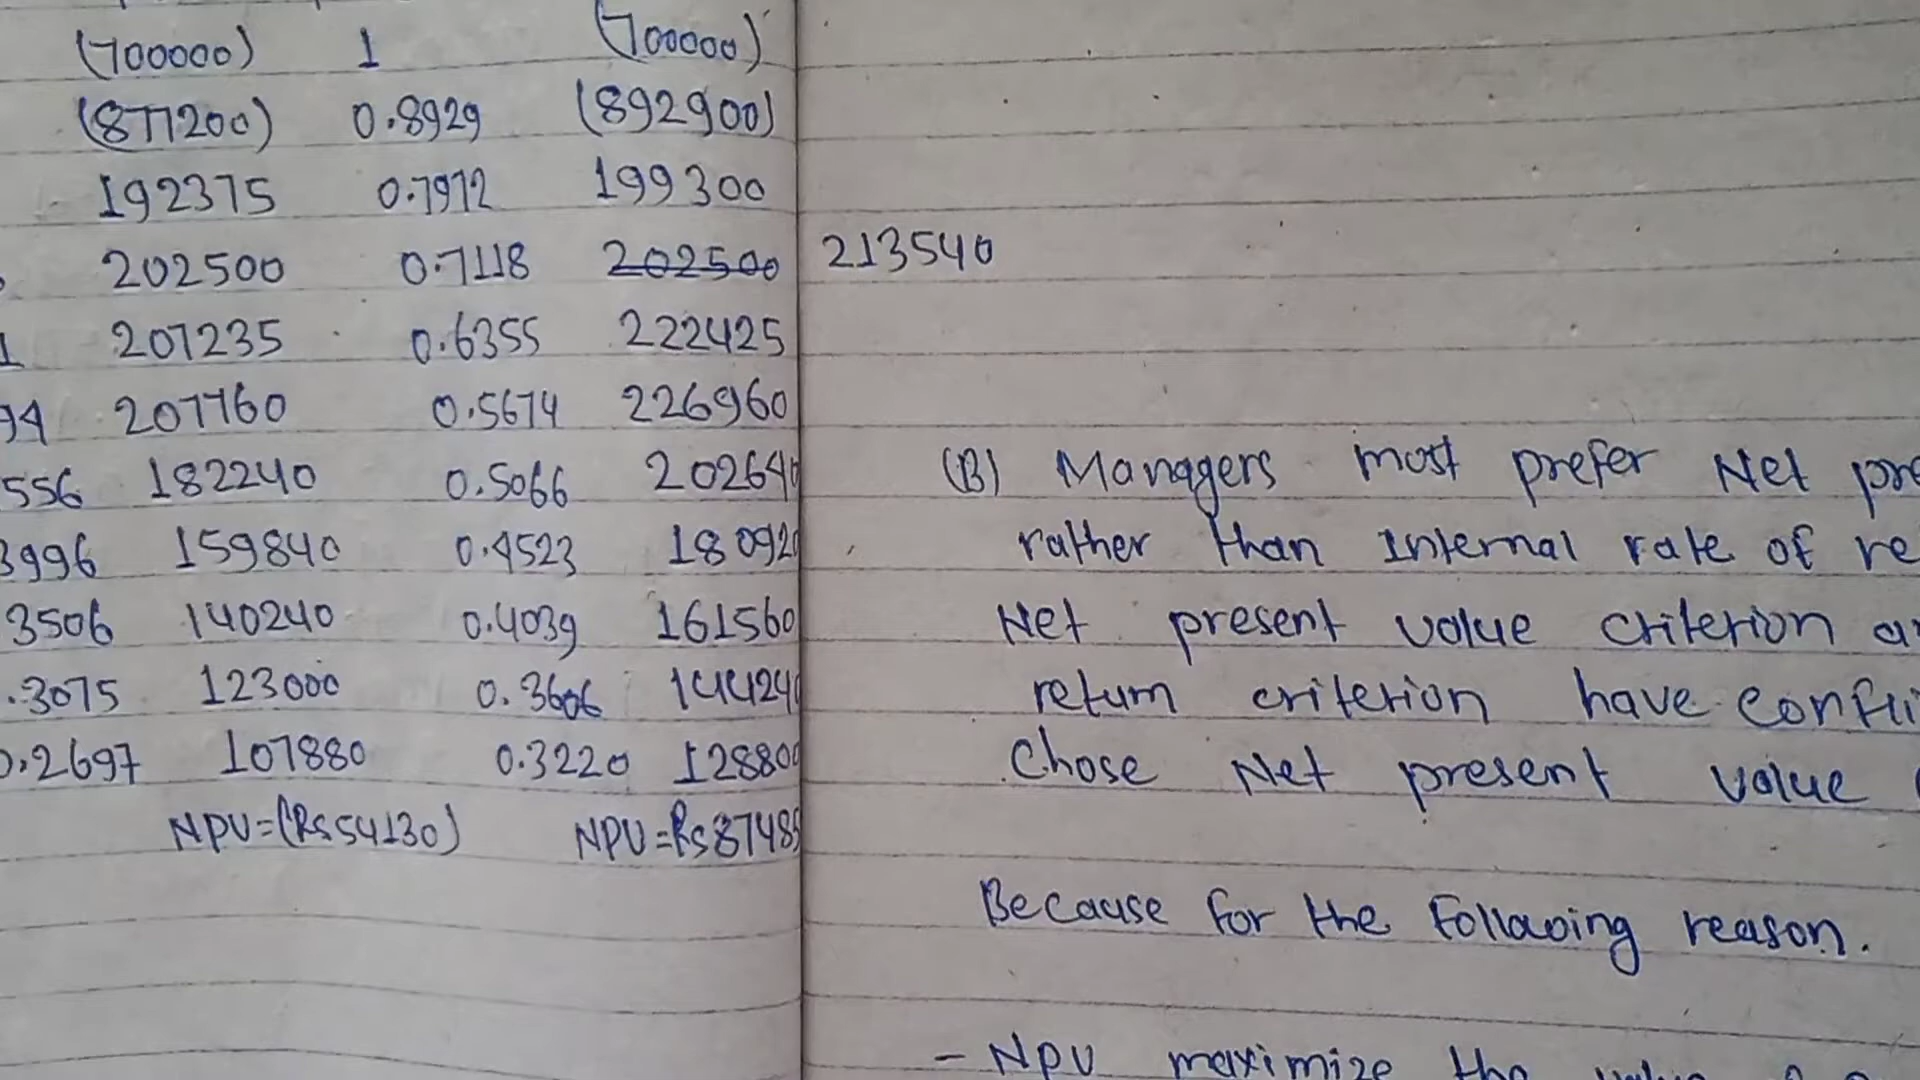 (700000) 1 (700000)
(877200) 0.8929 (892900)
192375 0.7972 199300
202500 0.7118 202500 213540
1 207235 0.6355 222425
94 207760 0.5674 226960
556 182240 0.5066 202640
3996 159840 0.4523 180920
3506 140240 0.4039 161560
.3075 123000 0.3606 144240
0.2697 107880 0.3220 128800
NPV=(Rs54130) NPV=Rs87485
(B) Managers most prefer Net pre
rather than Internal rate of re
Net present value criterion a
return criterion have confli
Chose Net present value
Because for the following reason.
- NPV maximize the value